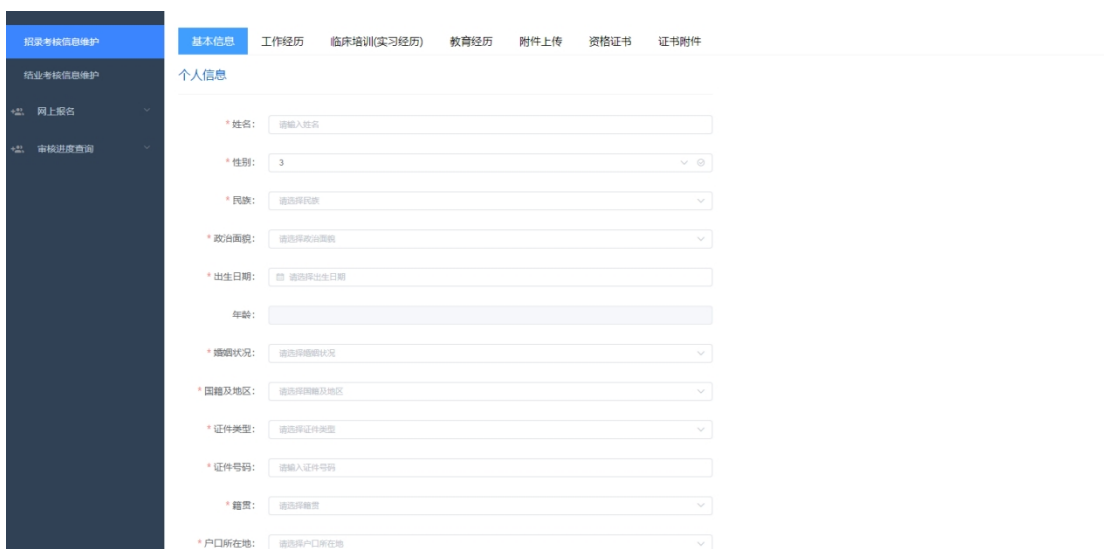 招录考核信息维护
结业考核信息维护
网上报名
审核进度查询
基本信息 工作经历 临床培训(实习经历) 教育经历 附件上传 资格证书 证书附件
个人信息
* 姓名： 请输入姓名
* 性别： 3
* 民族： 请选择民族
* 政治面貌： 请选择政治面貌
* 出生日期： 请选择出生日期
年龄：
* 婚姻状况： 请选择婚姻状况
* 国籍及地区： 请选择国籍及地区
* 证件类型： 请选择证件类型
* 证件号码： 请输入证件号码
* 籍贯： 请选择籍贯
* 户口所在地： 请选择户口所在地